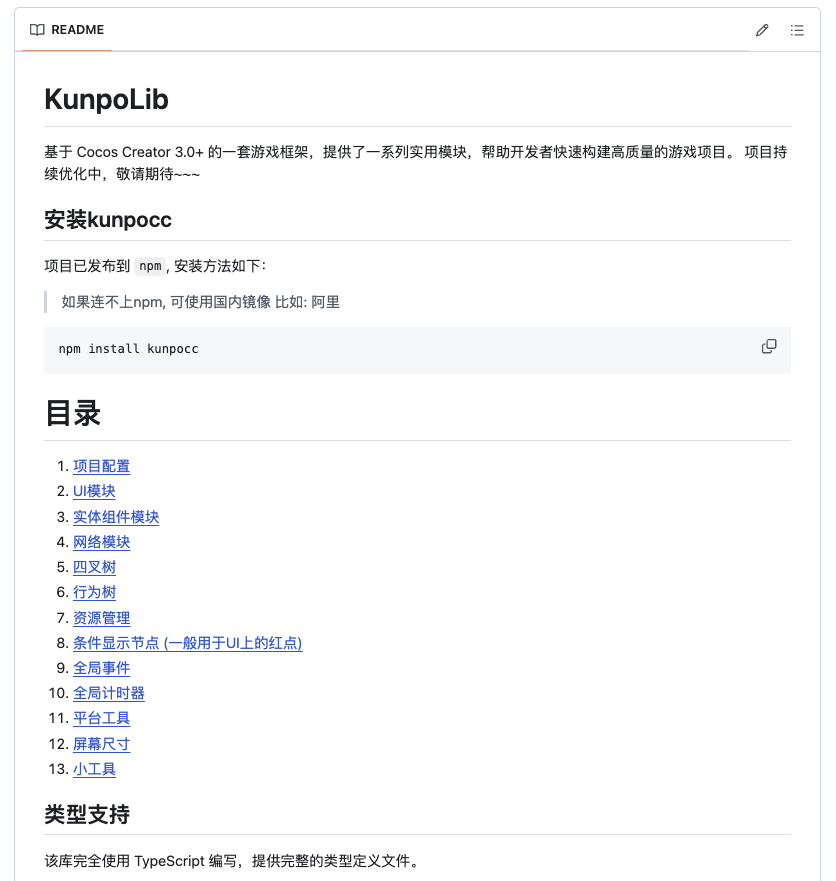 README
KunpoLib
基于 Cocos Creator 3.0+ 的一套游戏框架，提供了一系列实用模块，帮助开发者快速构建高质量的游戏项目。 项目持
续优化中，敬请期待~~~
安装kunpocc
项目已发布到 npm , 安装方法如下：
如果连不上npm, 可使用国内镜像 比如: 阿里
npm install kunpocc
目录
1. 项目配置
2. UI模块
3. 实体组件模块
4. 网络模块
5. 四叉树
6. 行为树
7. 资源管理
8. 条件显示节点 (一般用于UI上的红点)
9. 全局事件
10. 全局计时器
11. 平台工具
12. 屏幕尺寸
13. 小工具
类型支持
该库完全使用 TypeScript 编写，提供完整的类型定义文件。